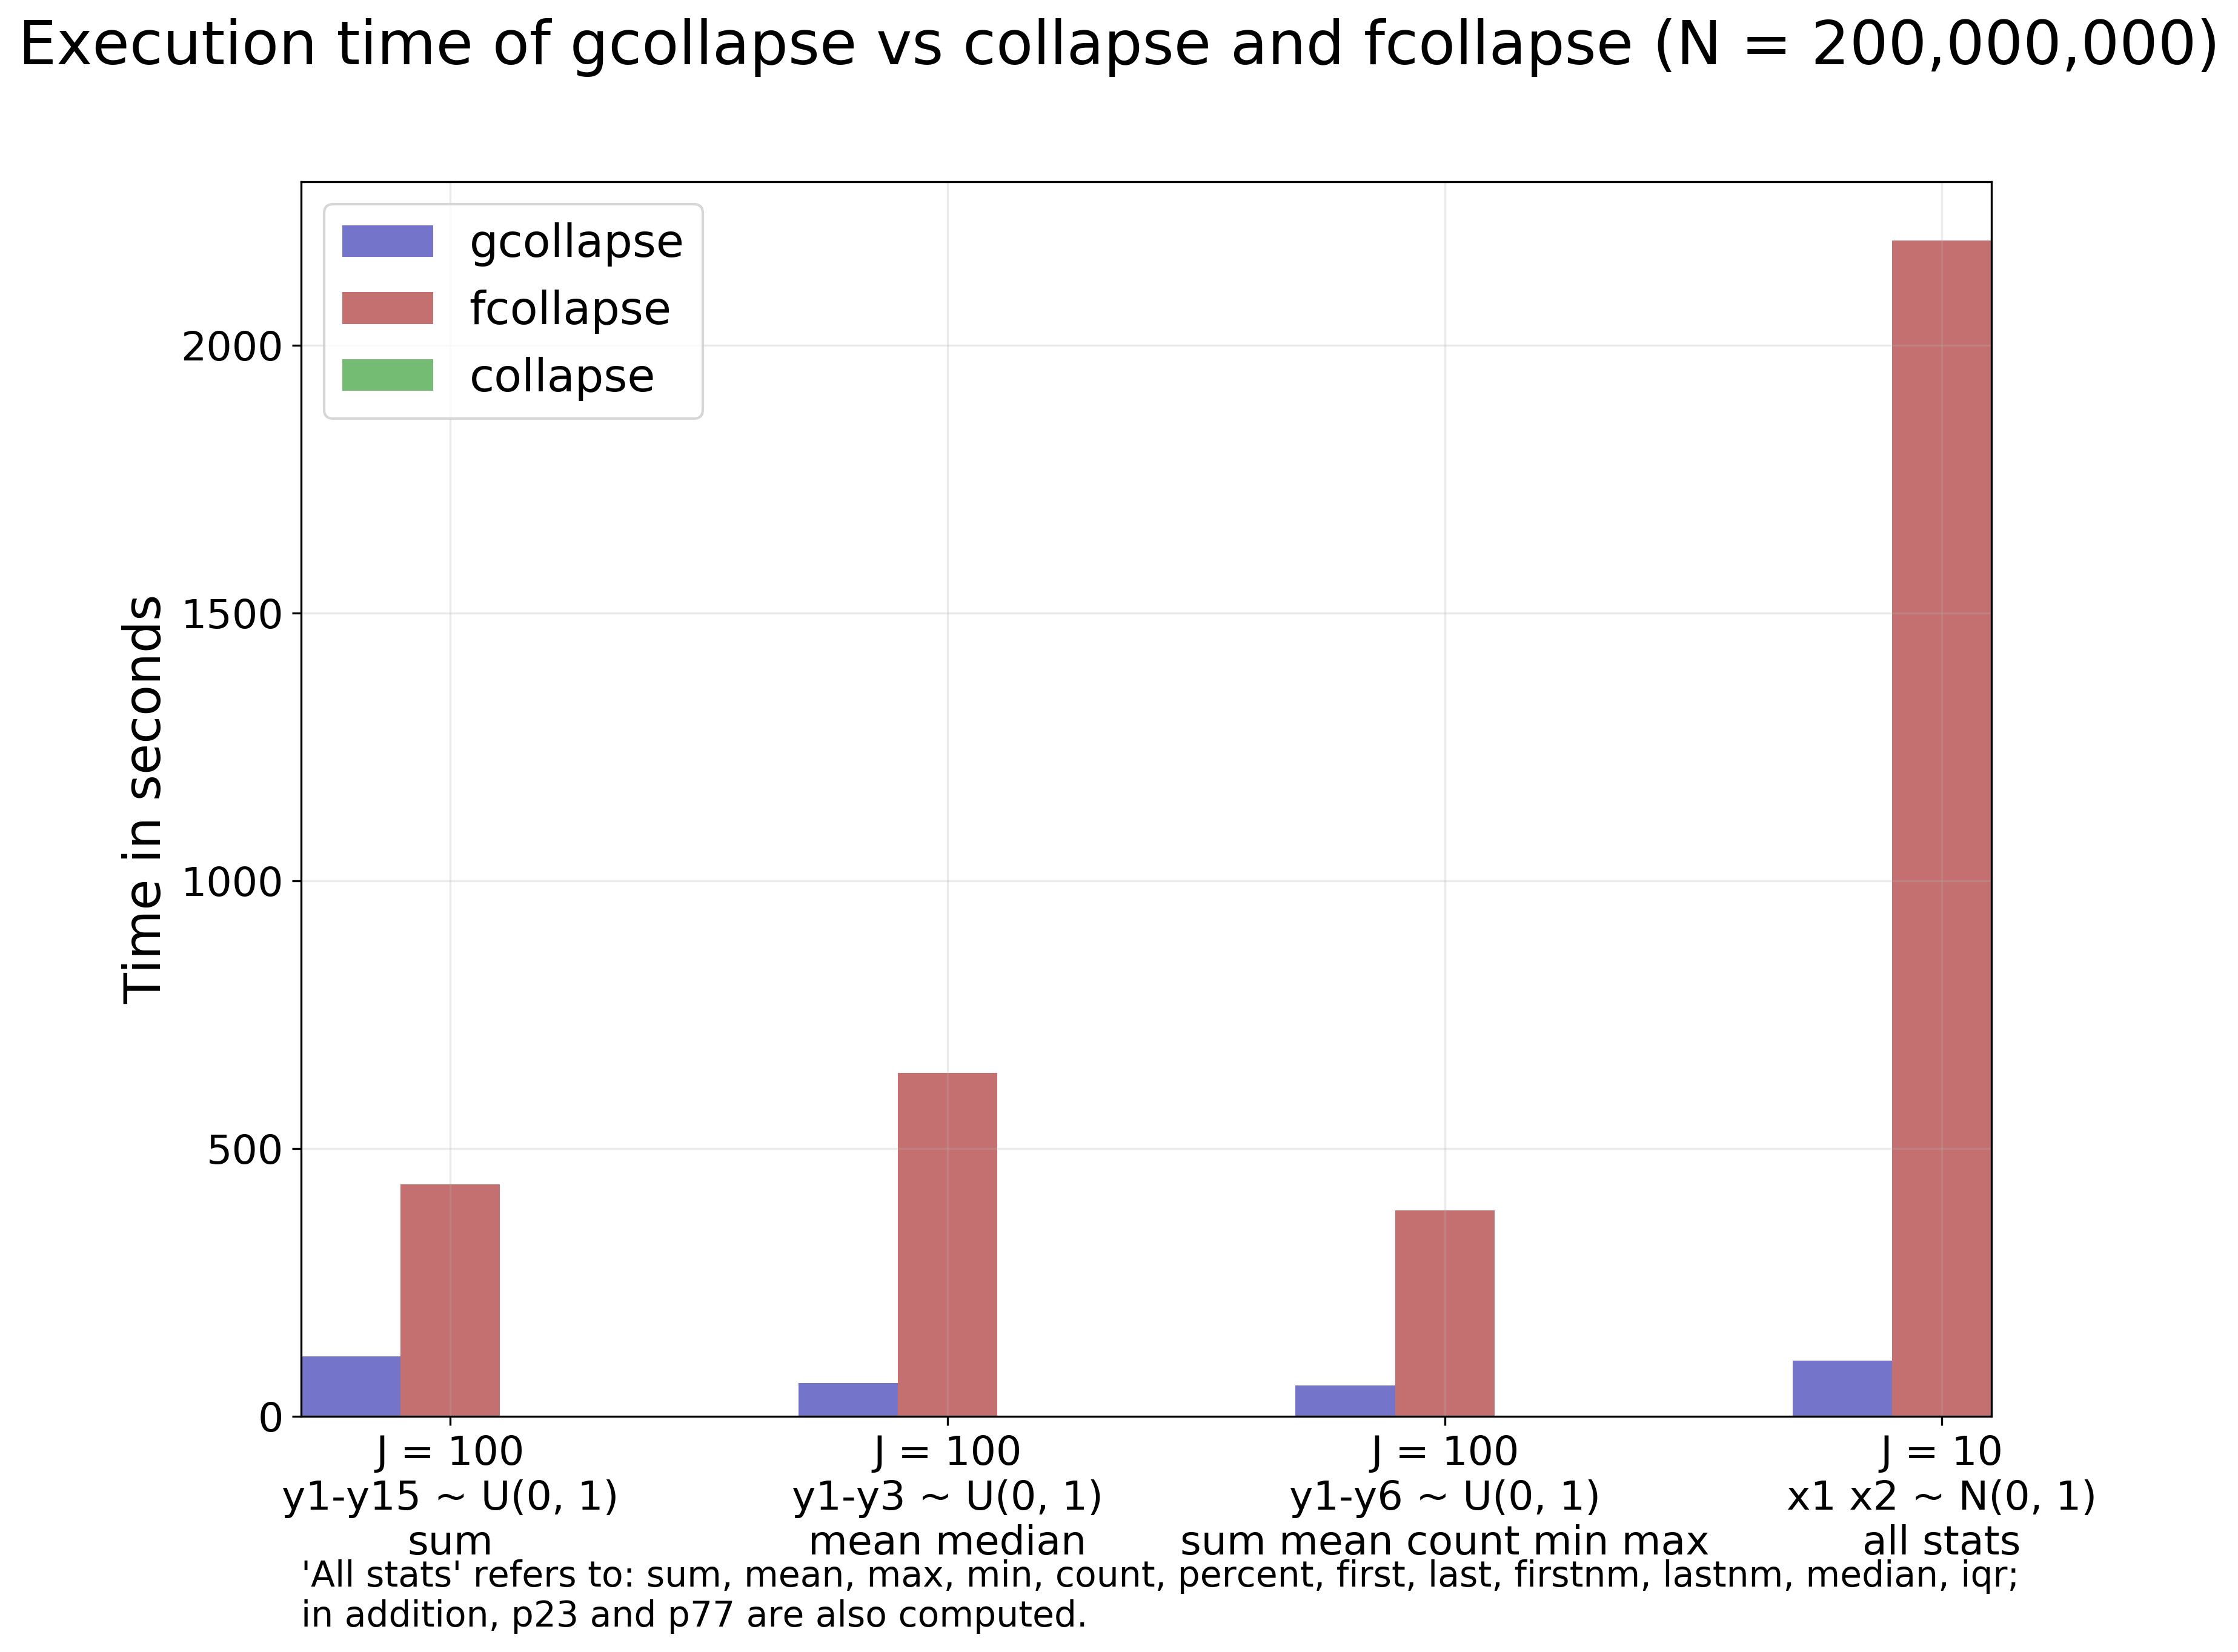 Execution time of gcollapse vs collapse and fcollapse (N = 200,000,000)
gcollapse
fcollapse
collapse
Time in seconds
2000
1500
1000
500
0
J = 100
y1-y15 ~ U(0, 1)
sum
J = 100
y1-y3 ~ U(0, 1)
mean median
J = 100
y1-y6 ~ U(0, 1)
sum mean count min max
J = 10
x1 x2 ~ N(0, 1)
all stats
'All stats' refers to: sum, mean, max, min, count, percent, first, last, firstnm, lastnm, median, iqr;
in addition, p23 and p77 are also computed.